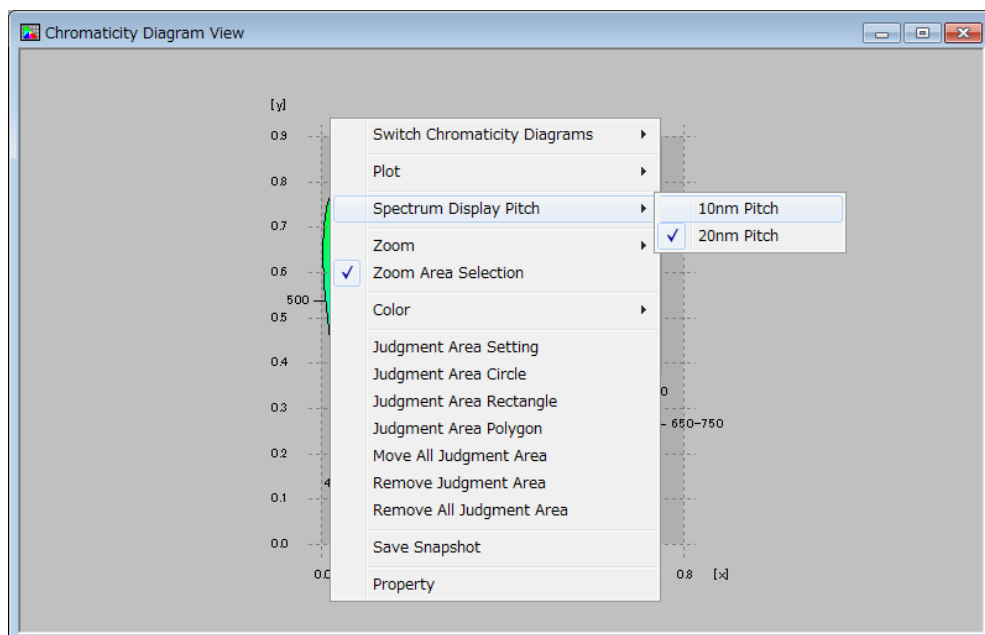 Chromaticity Diagram View
[y]
0.9
0.8
0.7
0.6
500
0.5
0.4
0.3
0.2
4
0.1
0.0
0.0
Switch Chromaticity Diagrams
Plot
Spectrum Display Pitch
10nm Pitch
20nm Pitch
Zoom
Zoom Area Selection
Color
Judgment Area Setting
Judgment Area Circle
Judgment Area Rectangle
Judgment Area Polygon
Move All Judgment Area
Remove Judgment Area
Remove All Judgment Area
Save Snapshot
Property
0
650-750
0.8 [x]